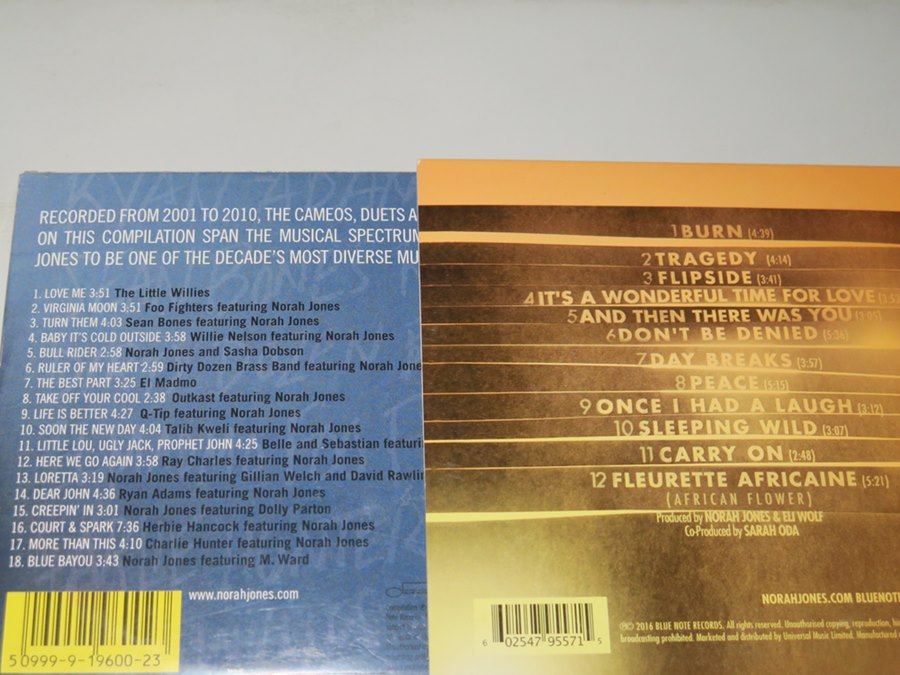 RECORDED FROM 2001 TO 2010, THE CAMEOS, DUETS A
ON THIS COMPILATION SPAN THE MUSICAL SPECTRUM
JONES TO BE ONE OF THE DECADE'S MOST DIVERSE MU
1. LOVE ME 3:51 The Little Willies
2. VIRGINIA MOON 3:51 Foo Fighters featuring Norah Jones
3. TURN THEM 4:03 Sean Bones featuring Norah Jones
4. BABY IT'S COLD OUTSIDE 3:58 Willie Nelson featuring Norah Jones
5. BULL RIDER 2:58 Norah Jones and Sasha Dobson
6. RULER OF MY HEART 2:59 Dirty Dozen Brass Band featuring Norah Jone
7. THE BEST PART 3:25 El Madmo
8. TAKE OFF YOUR COOL 2:38 Outkast featuring Norah Jones
9. LIFE IS BETTER 4:27 Q-Tip featuring Norah Jones
10. SOON THE NEW DAY 4:04 Talib Kweli featuring Norah Jones
11. LITTLE LOU, UGLY JACK, PROPHET JOHN 4:25 Belle and Sebastian featuri
12. HERE WE GO AGAIN 3:58 Ray Charles featuring Norah Jones
13. LORETTA 3:19 Norah Jones featuring Gillian Welch and David Rawlin
14. DEAR JOHN 4:36 Ryan Adams featuring Norah Jones
15. CREEPIN' IN 3:01 Norah Jones featuring Dolly Parton
16. COURT & SPARK 7:36 Herbie Hancock featuring Norah Jones
17. MORE THAN THIS 4:10 Charlie Hunter featuring Norah Jones
18. BLUE BAYOU 3:43 Norah Jones featuring M. Ward
www.norahjones.com
5 0999-9-19600-23
1 BURN (4:39)
2 TRAGEDY (4:14)
3 FLIPSIDE (3:41)
4 IT'S A WONDERFUL TIME FOR LOVE
5 AND THEN THERE WAS YOU (3:05)
6 DON'T BE DENIED (5:36)
7 DAY BREAKS (3:57)
8 PEACE (5:15)
9 ONCE I HAD A LAUGH (3:12)
10 SLEEPING WILD (3:07)
11 CARRY ON (2:48)
12 FLEURETTE AFRICAINE (5:21)
(AFRICAN FLOWER)
Produced by NORAH JONES & ELI WOLF
Co-Produced by SARAH ODA
NORAHJONES.COM BLUENOTE
℗© 2016 BLUE NOTE RECORDS. All rights reserved. Unauthorised copying, reproduction, hir
broadcasting prohibited. Marketed and distributed by Universal Music Limited. Manufactured
6 02547 95571 5